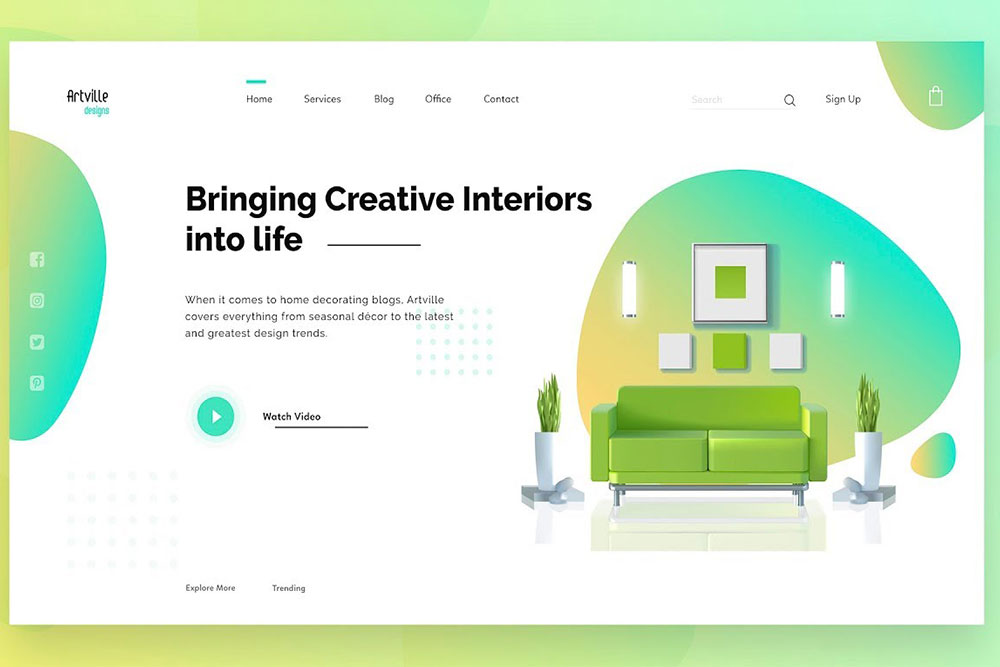 Artville
designs
Home
Services
Blog
Office
Contact
Search
Sign Up
Bringing Creative Interiors
into life
When it comes to home decorating blogs, Artville
covers everything from seasonal décor to the latest
and greatest design trends.
Watch Video
Explore More
Trending